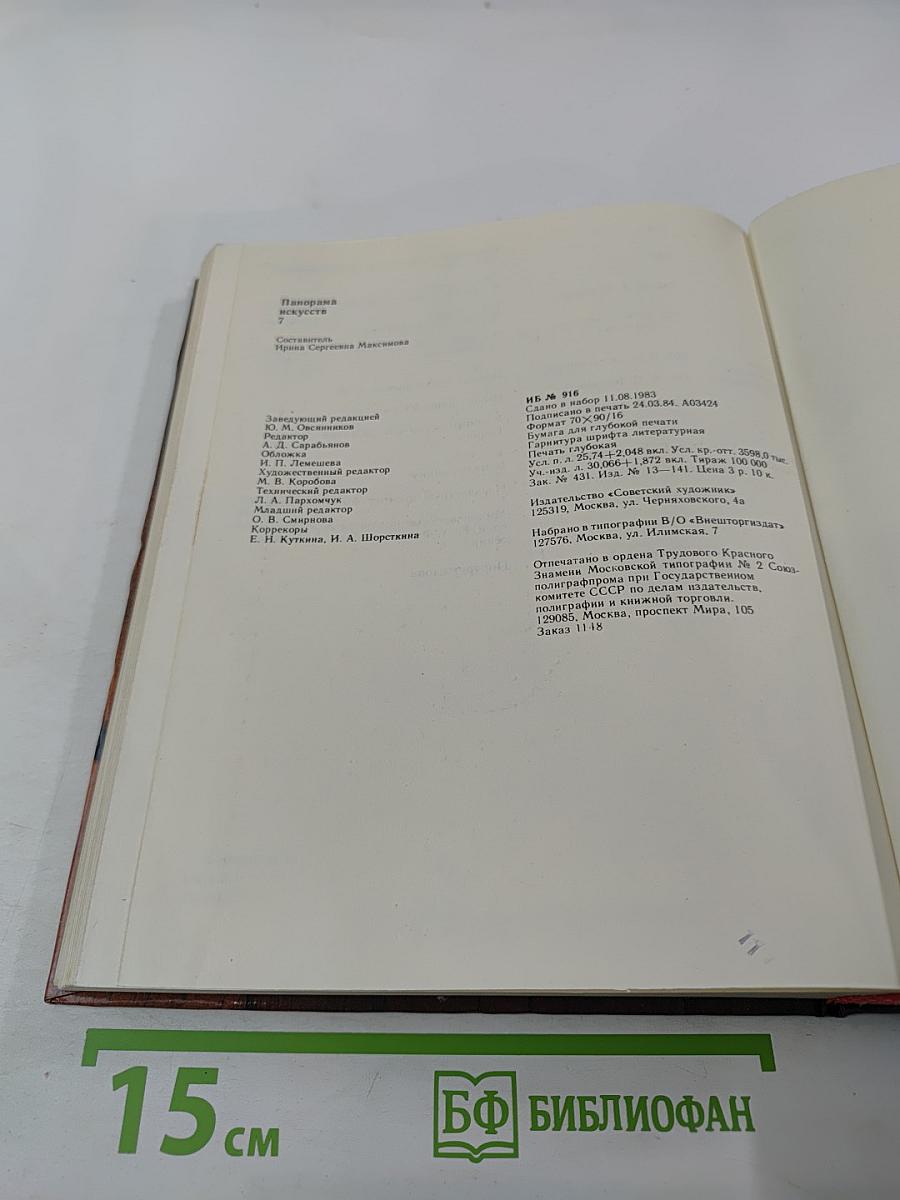 Панорама
искусств
7
Составитель
Ирина Сергеевна Максимова
Заведующий редакцией
Ю. М. Овсянников
Редактор
А. Д. Сарабьянов
Обложка
И. П. Лемешева
Художественный редактор
М. В. Коробова
Технический редактор
Л. А. Пархомчук
Младший редактор
О. В. Смирнова
Коррекоры
Е. Н. Куткина, И. А. Шорсткина
ИБ № 916
Сдано в набор 11.08.1983
Подписано в печать 24.03.84. А03424
Формат 70×90/16
Бумага для глубокой печати
Гарнитура шрифта литературная
Печать глубокая
Усл. п. л. 25,74+2,048 вкл. Усл. кр.-отт. 3598,0 тыс.
Уч.-изд. л. 30,066+1,872 вкл. Тираж 100 000
Зак. № 431. Изд. № 13—141. Цена 3 р. 10 к.
Издательство «Советский художник»
125319, Москва, ул. Черняховского, 4а
Набрано в типографии В/О «Внешторгиздат»
127576, Москва, ул. Илимская, 7
Отпечатано в ордена Трудового Красного
Знамени Московской типографии № 2 Союз-
полиграфпрома при Государственном
комитете СССР по делам издательств,
полиграфии и книжной торговли.
129085, Москва, проспект Мира, 105
Заказ 1148
15 см
БФ БИБЛИОФАН